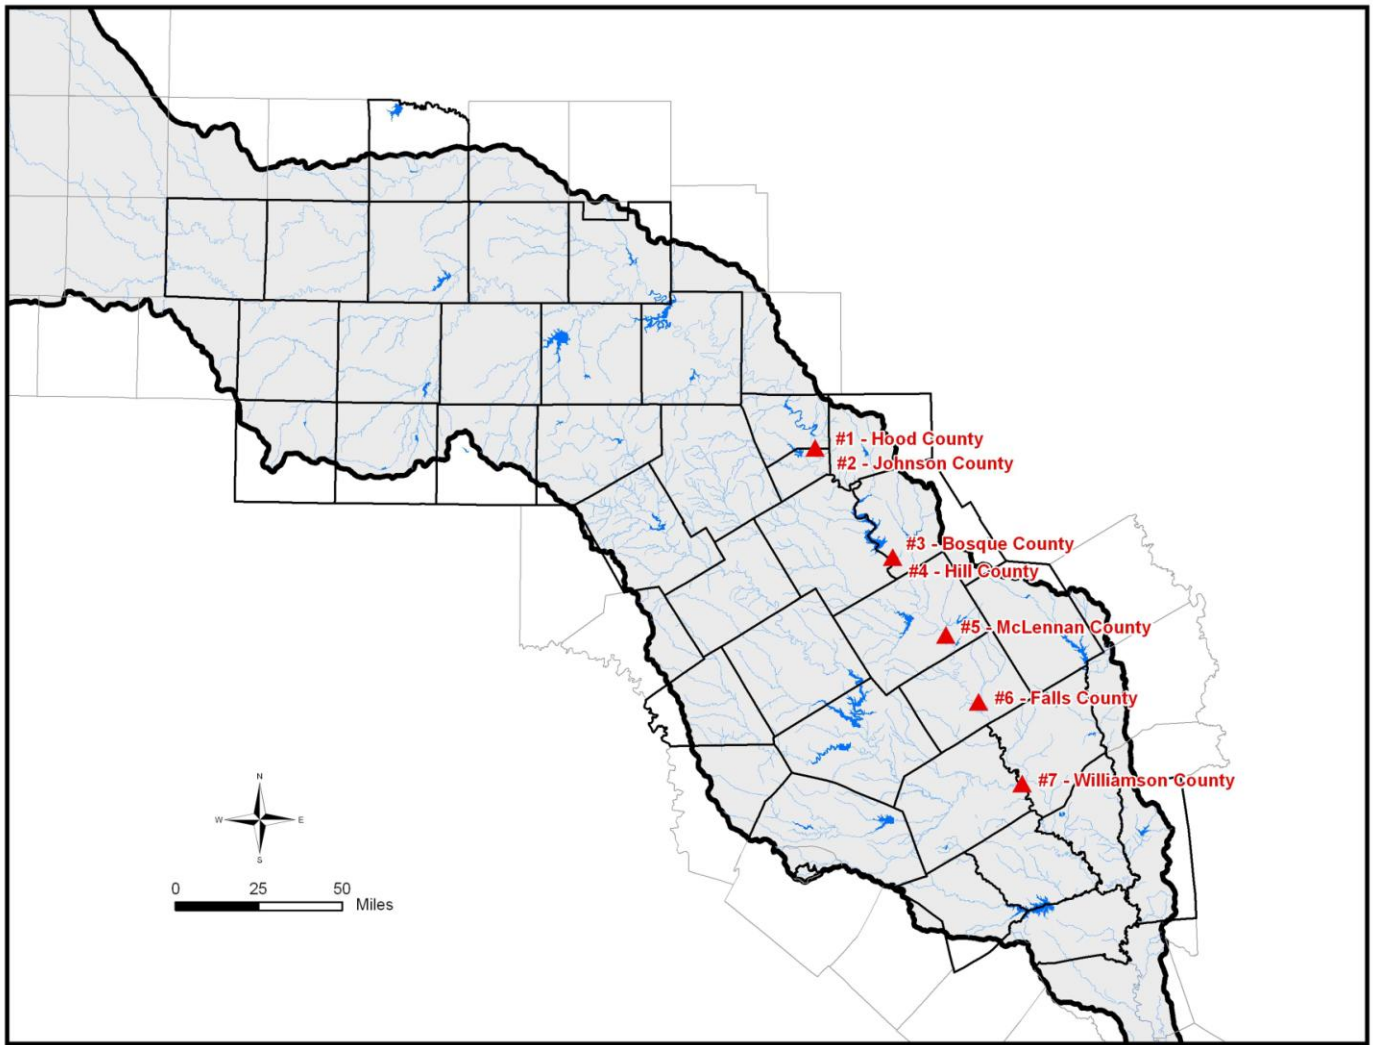 #1 - Hood County
#2 - Johnson County
#3 - Bosque County
#4 - Hill County
#5 - McLennan County
#6 - Falls County
#7 - Williamson County
N
W E
S
0 25 50
Miles